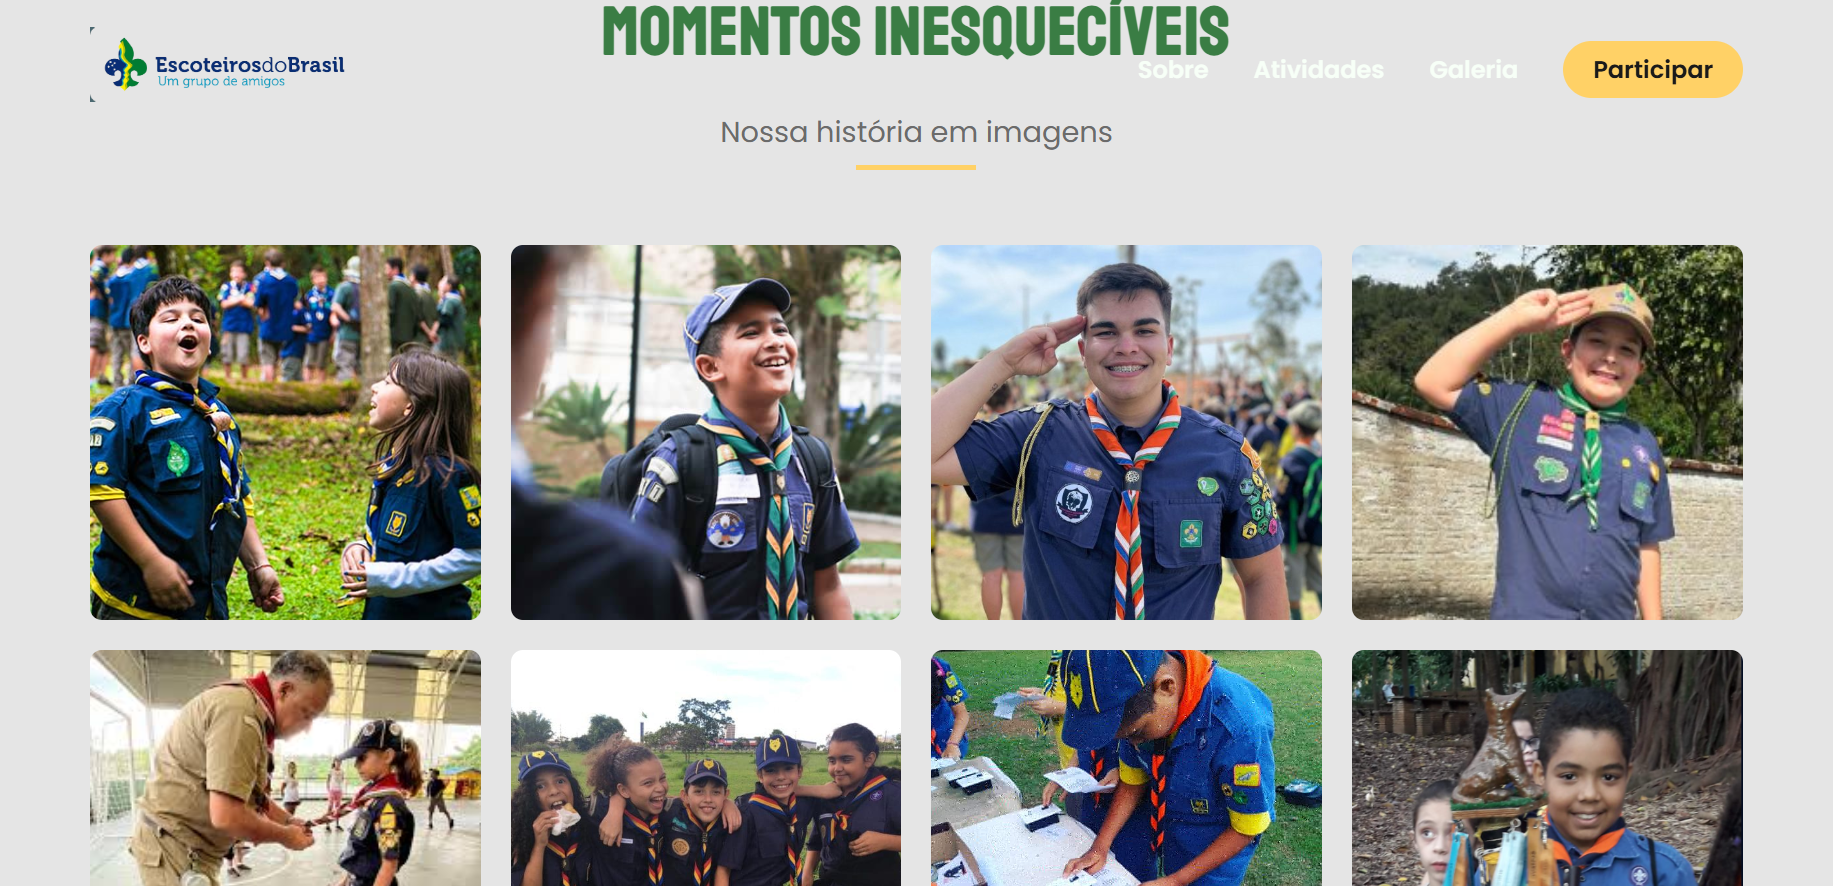 MOMENTOS INESQUECÍVEIS
EscoteirosdoBrasil
Um grupo de amigos
Sobre
Atividades
Galeria
Participar
Nossa história em imagens